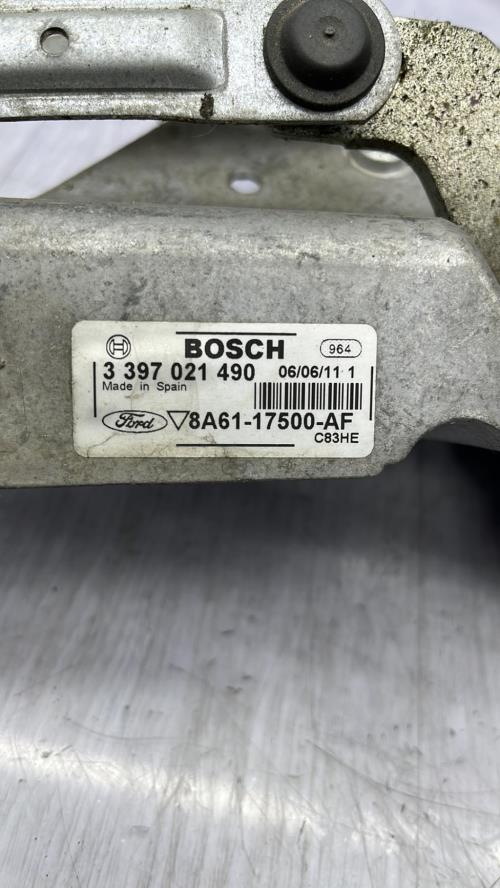 BOSCH 964
3 397 021 490 06/06/11 1
Made in Spain
Ford 8A61-17500-AF
C83HE